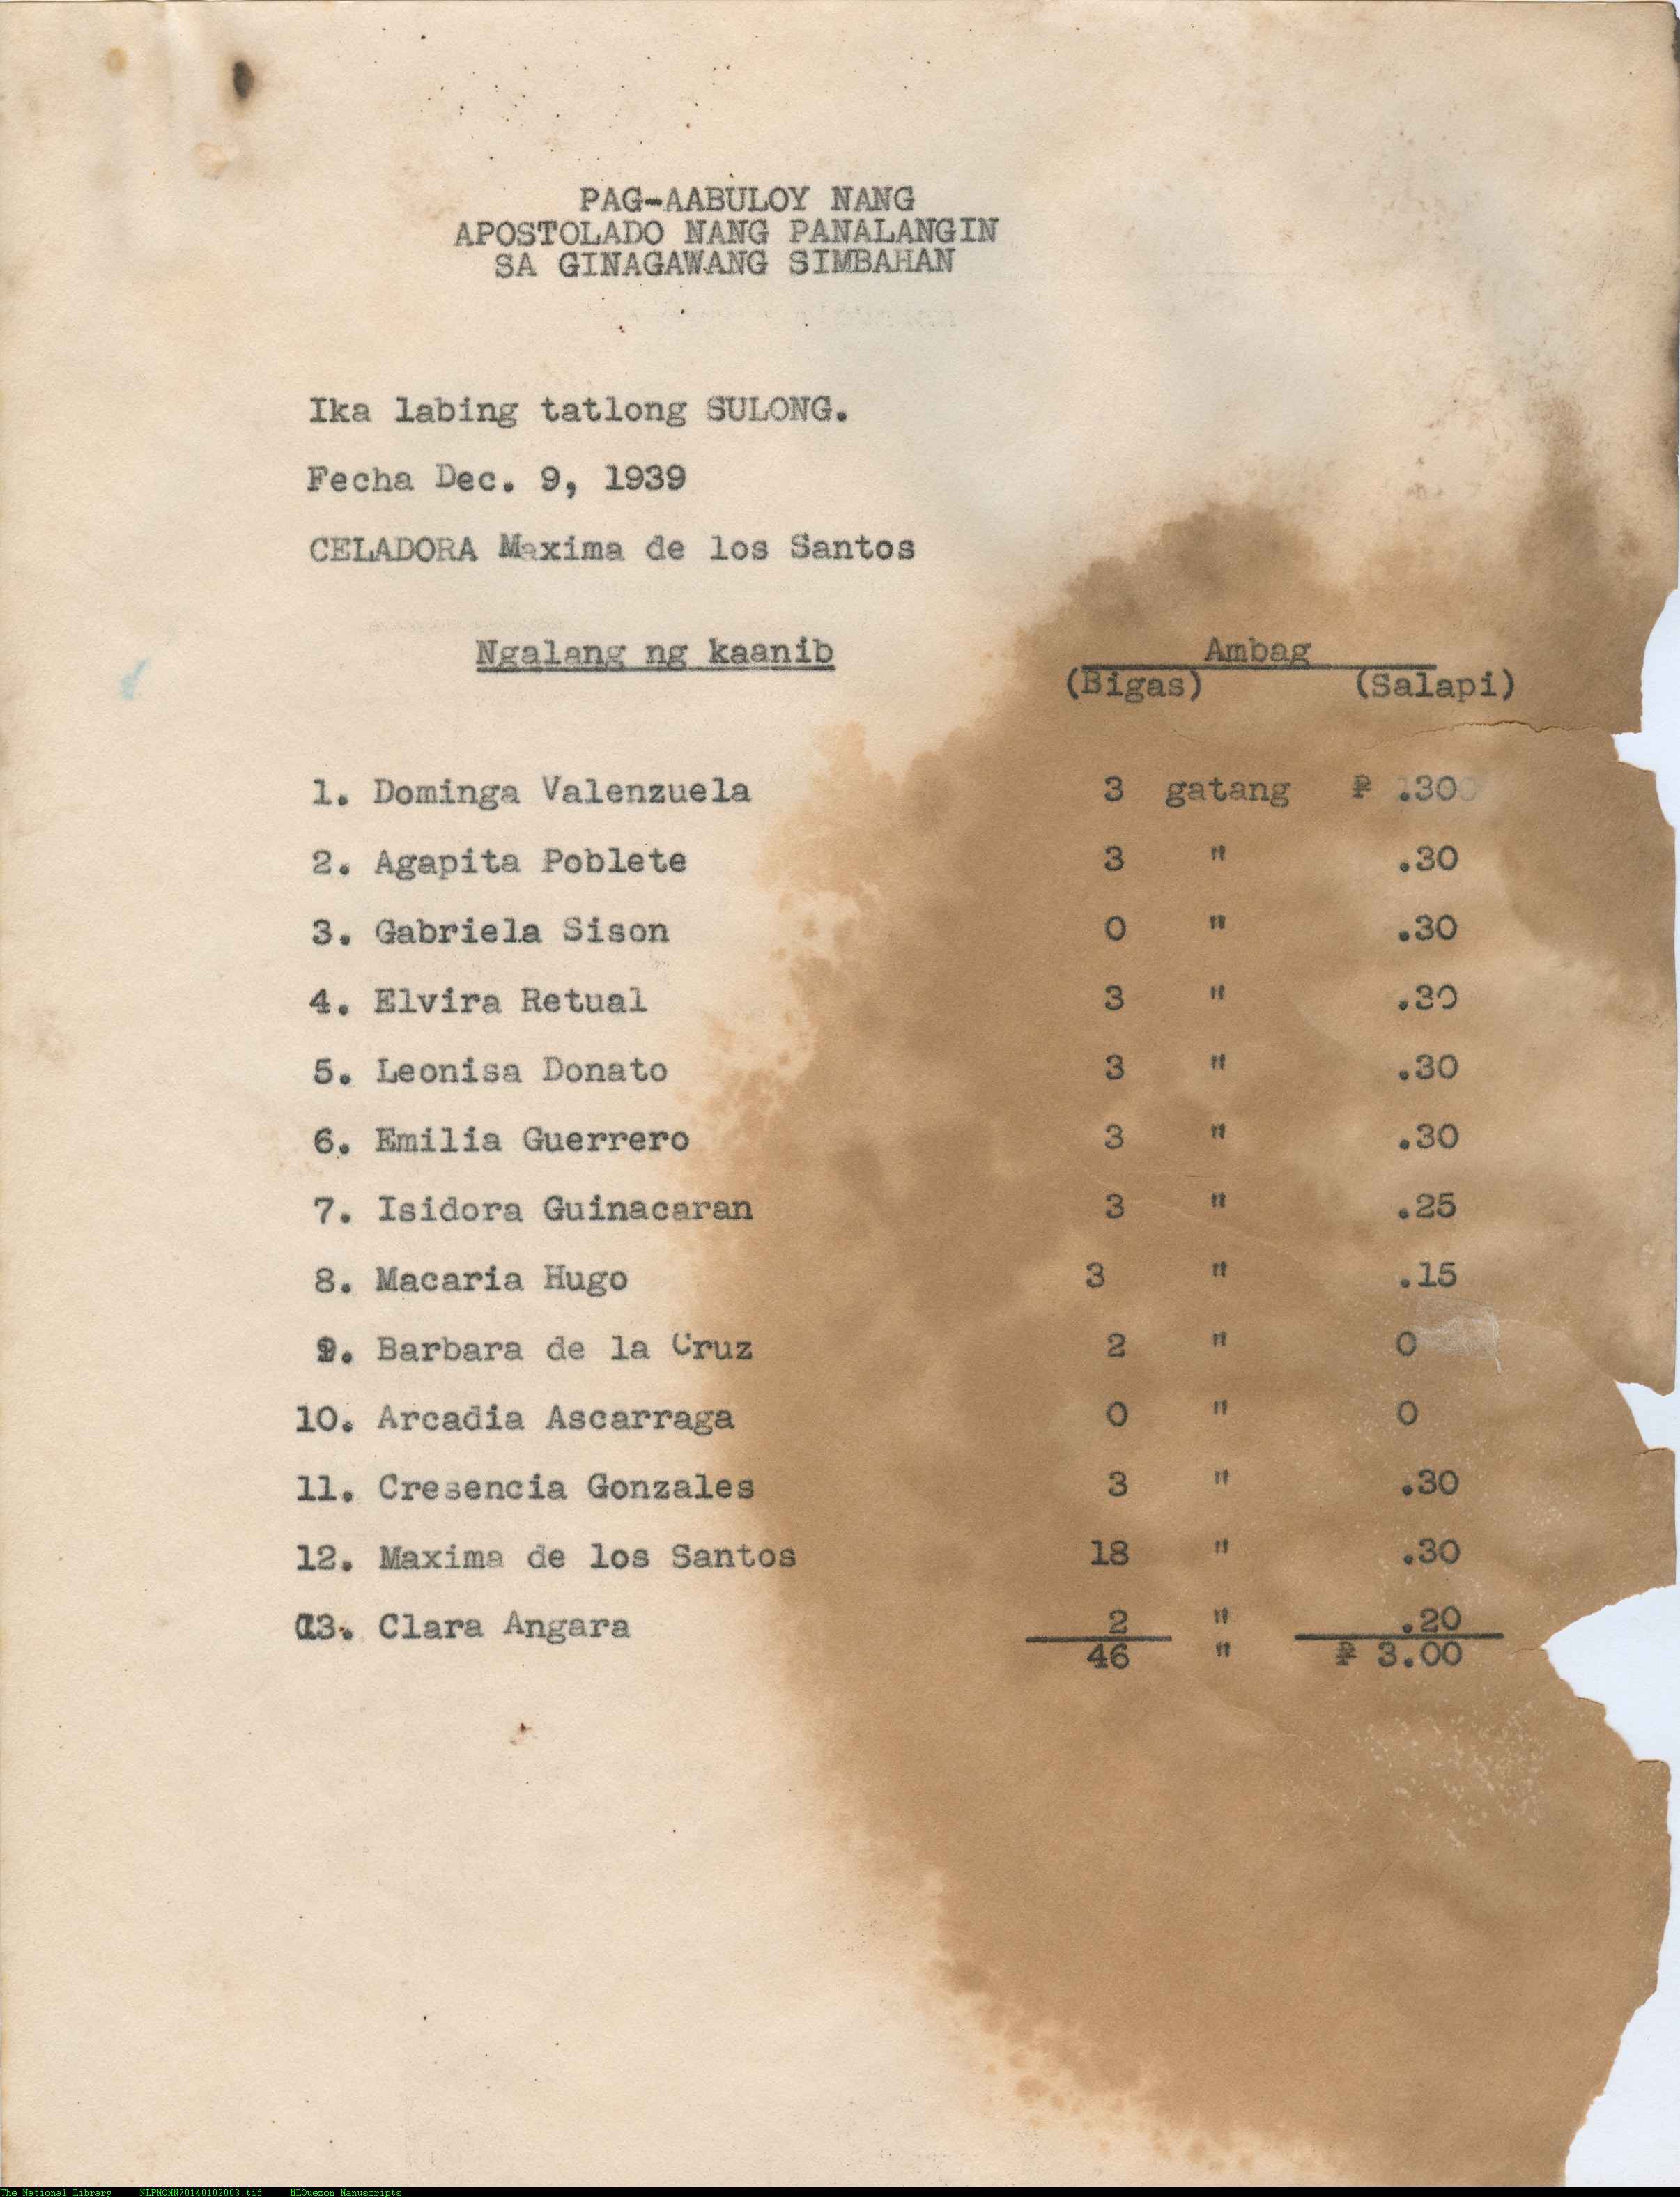 PAG-AABULOY NANG
APOSTOLADO NANG PANALANGIN
SA GINAGAWANG SIMBAHAN
Ika labing tatlong SULONG.
Fecha Dec. 9, 1939
CELADORA Maxima de los Santos
Ngalang ng kaanib Ambag
(Bigas) (Salapi)
1. Dominga Valenzuela 3 gatang ₱ .30
2. Agapita Poblete 3 " .30
3. Gabriela Sison 0 " .30
4. Elvira Retual 3 " .30
5. Leonisa Donato 3 " .30
6. Emilia Guerrero 3 " .30
7. Isidora Guinacaran 3 " .25
8. Macaria Hugo 3 " .15
9. Barbara de la Cruz 2 " 0
10. Arcadia Ascarraga 0 " 0
11. Cresencia Gonzales 3 " .30
12. Maxima de los Santos 18 " .30
13. Clara Angara 2 " .20
46 " ₱ 3.00
The National Library NLPMQMN70140102003.tif MLQuezon Manuscripts